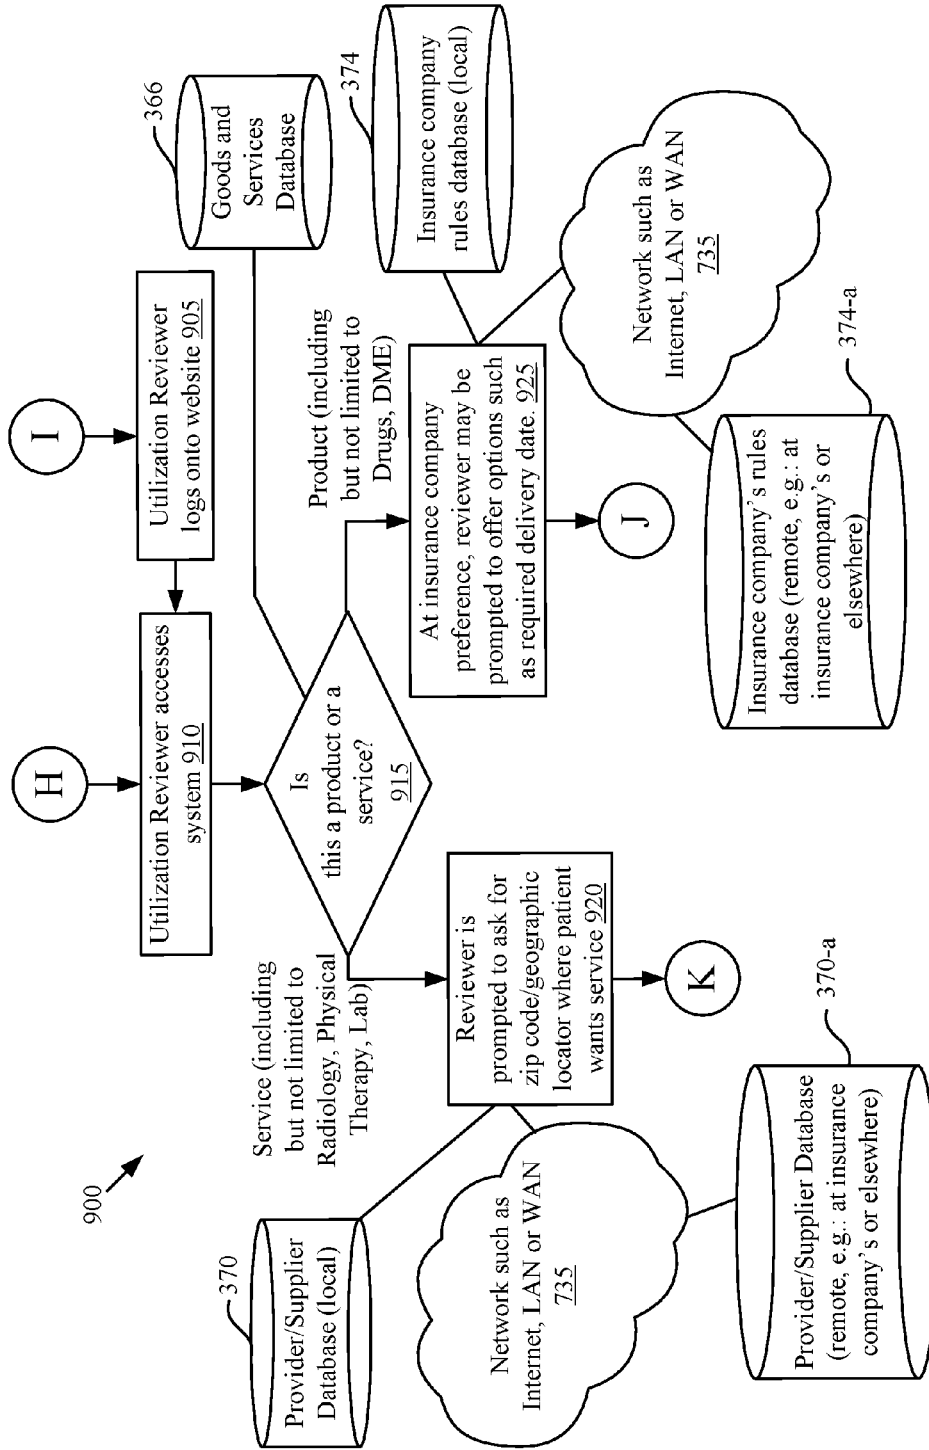 900
H
I
Utilization Reviewer
logs onto website 905
Utilization Reviewer accesses
system 910
366
Goods and
Services
Database
Is
this a product or a
service?
915
Service (including
but not limited to
Radiology, Physical
Therapy, Lab)
Product (including
but not limited to
Drugs, DME)
370
Provider/Supplier
Database (local)
Reviewer is
prompted to ask for
zip code/geographic
locator where patient
wants service 920
At insurance company
preference, reviewer may be
prompted to offer options such
as required delivery date. 925
374
Insurance company
rules database (local)
Network such as
Internet, LAN or WAN
735
K
J
Network such as
Internet, LAN or WAN
735
370-a
Provider/Supplier Database
(remote, e.g.: at insurance
company's or elsewhere)
374-a
Insurance company's rules
database (remote, e.g.: at
insurance company's or
elsewhere)